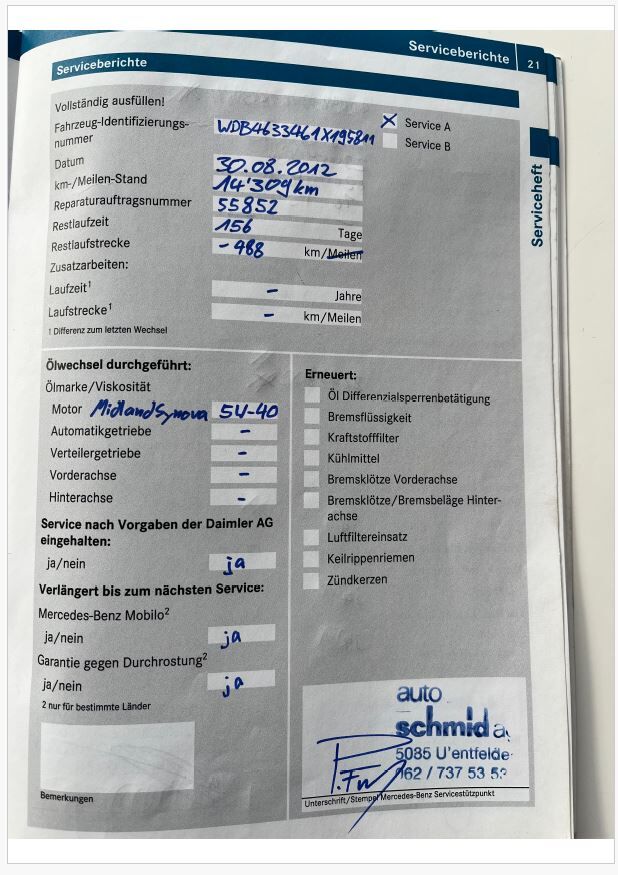 Serviceberichte
21
Serviceberichte
Serviceheft
Vollständig ausfüllen!
Fahrzeug-Identifizierungs-
nummer WDB4633461X195811
Service A
Service B
Datum 30.08.2012
km-/Meilen-Stand 14'309 km
Reparaturauftragsnummer 55852
Restlaufzeit 156 Tage
Restlaufstrecke -988 km/Meilen
Zusatzarbeiten:
Laufzeit¹ - Jahre
Laufstrecke¹ - km/Meilen
1 Differenz zum letzten Wechsel
Ölwechsel durchgeführt:
Ölmarke/Viskosität
Motor Midland Synova 5W-40
Automatikgetriebe -
Verteilergetriebe -
Vorderachse -
Hinterachse -
Service nach Vorgaben der Daimler AG
eingehalten:
ja/nein ja
Verlängert bis zum nächsten Service:
Mercedes-Benz Mobilo²
ja/nein ja
Garantie gegen Durchrostung²
ja/nein ja
2 nur für bestimmte Länder
Bemerkungen
Erneuert:
Öl Differenzialsperrenbetätigung
Bremsflüssigkeit
Kraftstofffilter
Kühlmittel
Bremsklötze Vorderachse
Bremsklötze/Bremsbeläge Hinter-
achse
Luftfiltereinsatz
Keilrippenriemen
Zündkerzen
auto
schmid
5085 U'entfelde
062 / 737 53 53
Unterschrift/Stempel Mercedes-Benz Servicestützpunkt